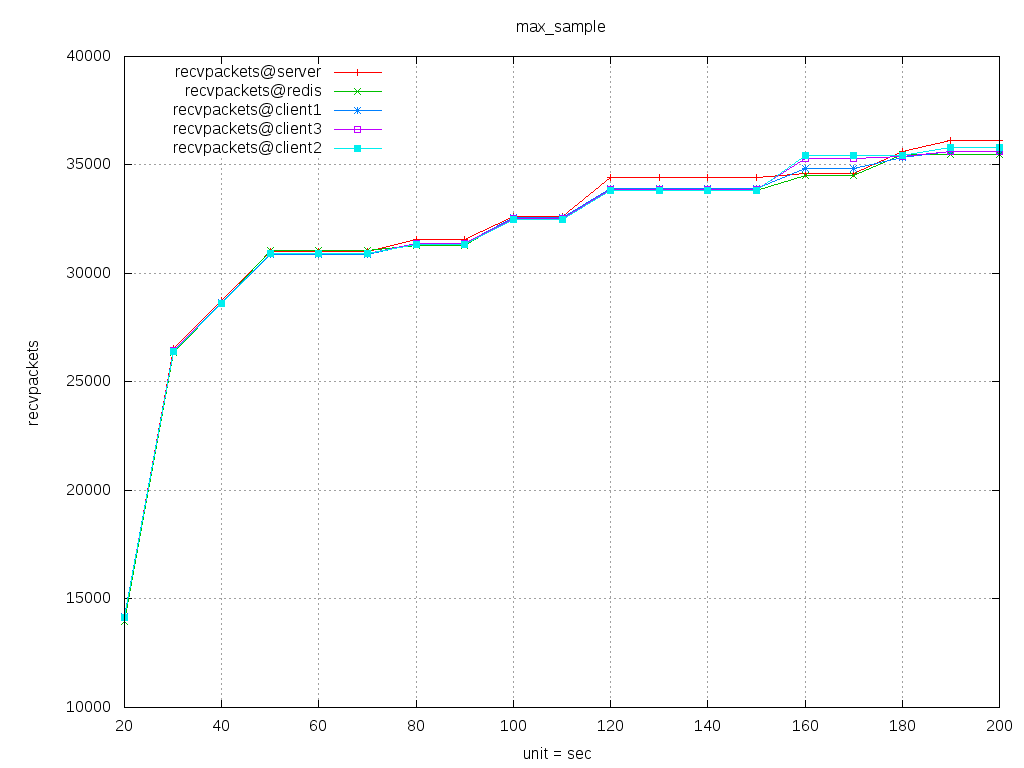 max_sample
40000
35000
30000
25000
20000
15000
10000
recvpackets
recvpackets@server
recvpackets@redis
recvpackets@client1
recvpackets@client3
recvpackets@client2
20 40 60 80 100 120 140 160 180 200
unit = sec